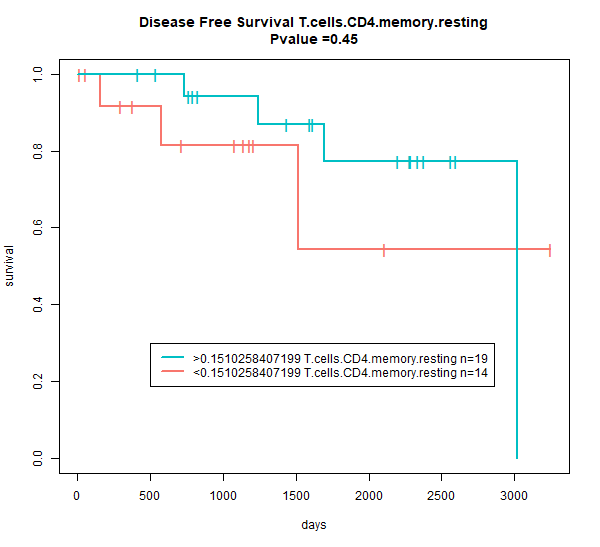 Disease Free Survival T.cells.CD4.memory.resting
Pvalue =0.45
survival
1.0
0.8
0.6
0.4
0.2
0.0
>0.1510258407199 T.cells.CD4.memory.resting n=19
<0.1510258407199 T.cells.CD4.memory.resting n=14
0 500 1000 1500 2000 2500 3000
days